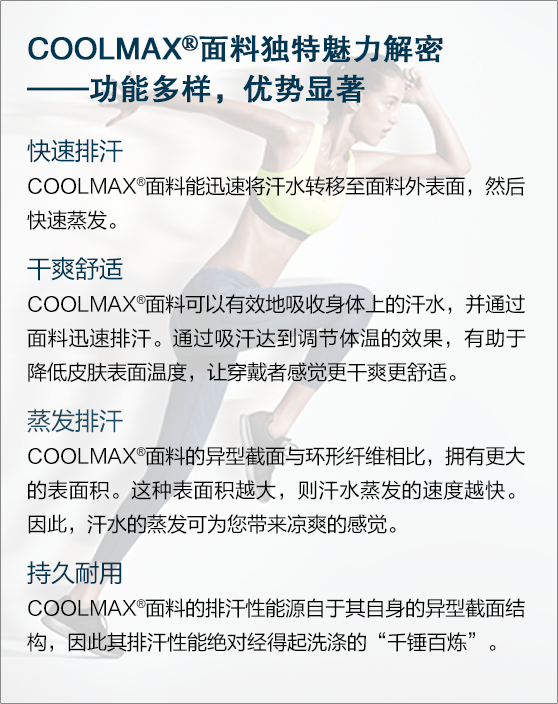 COOLMAX®面料独特魅力解密
——功能多样，优势显著
快速排汗
COOLMAX®面料能迅速将汗水转移至面料外表面，然后
快速蒸发。
干爽舒适
COOLMAX®面料可以有效地吸收身体上的汗水，并通过
面料迅速排汗。通过吸汗达到调节体温的效果，有助于
降低皮肤表面温度，让穿戴者感觉更干爽更舒适。
蒸发排汗
COOLMAX®面料的异型截面与环形纤维相比，拥有更大
的表面积。这种表面积越大，则汗水蒸发的速度越快。
因此，汗水的蒸发可为您带来凉爽的感觉。
持久耐用
COOLMAX®面料的排汗性能源自于其自身的异型截面结
构，因此其排汗性能绝对经得起洗涤的“千锤百炼”。